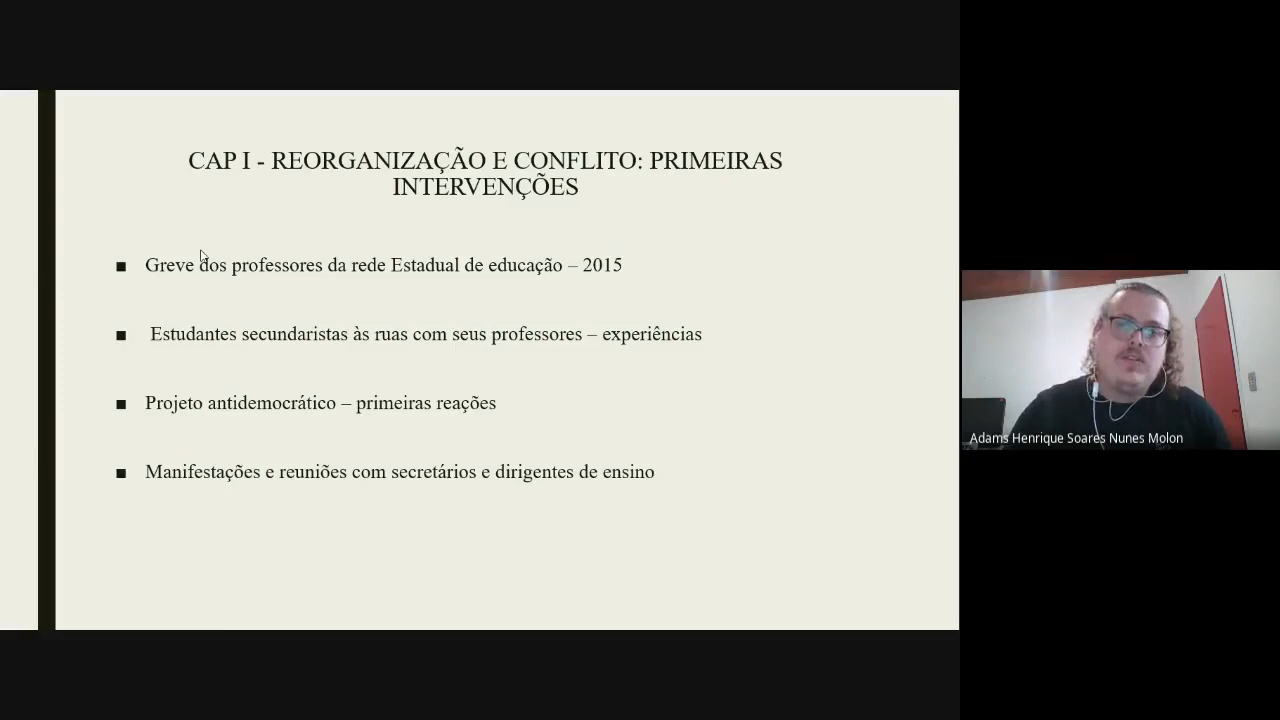 CAP I - REORGANIZAÇÃO E CONFLITO: PRIMEIRAS
INTERVENÇÕES
■ Greve dos professores da rede Estadual de educação – 2015
■ Estudantes secundaristas às ruas com seus professores – experiências
■ Projeto antidemocrático – primeiras reações
■ Manifestações e reuniões com secretários e dirigentes de ensino
Adams Henrique Soares Nunes Molon